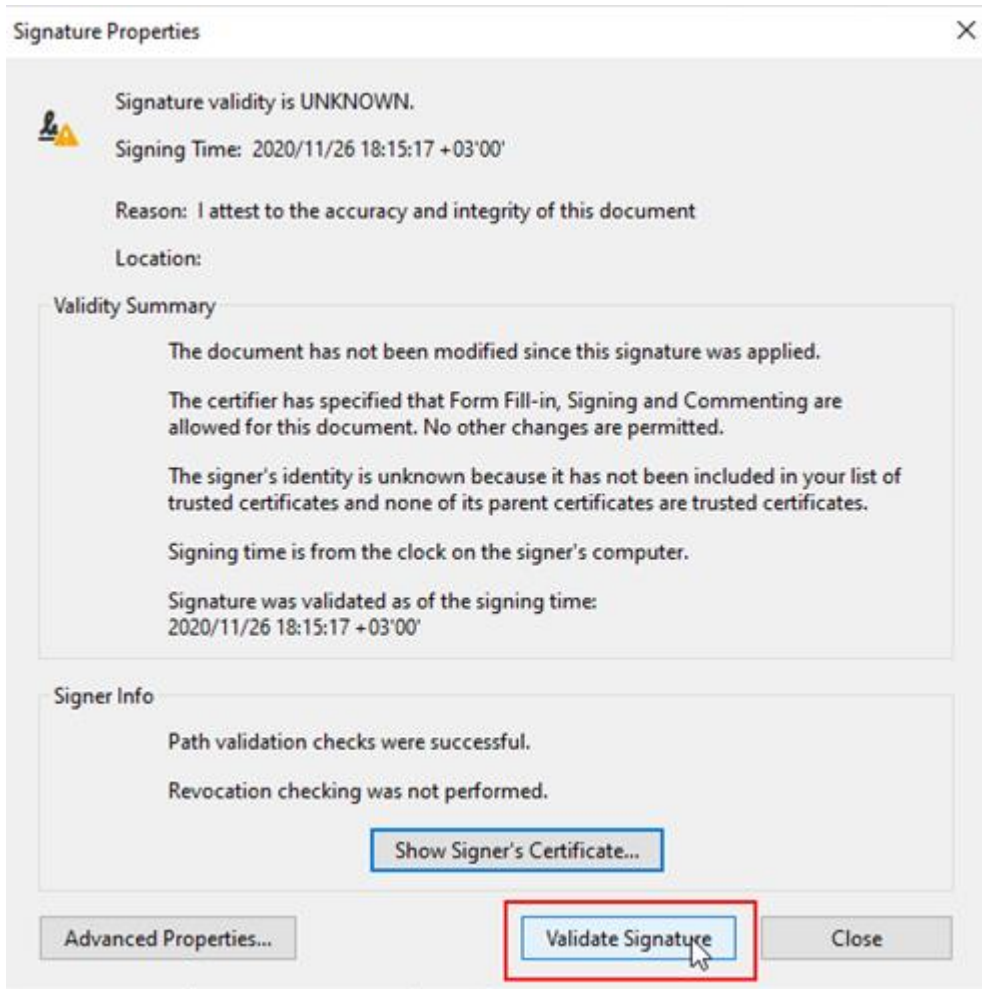 Signature Properties
Signature validity is UNKNOWN.
Signing Time: 2020/11/26 18:15:17 +03'00'
Reason: I attest to the accuracy and integrity of this document
Location:
Validity Summary
The document has not been modified since this signature was applied.
The certifier has specified that Form Fill-in, Signing and Commenting are
allowed for this document. No other changes are permitted.
The signer's identity is unknown because it has not been included in your list of
trusted certificates and none of its parent certificates are trusted certificates.
Signing time is from the clock on the signer's computer.
Signature was validated as of the signing time:
2020/11/26 18:15:17 +03'00'
Signer Info
Path validation checks were successful.
Revocation checking was not performed.
Show Signer's Certificate...
Advanced Properties...
Validate Signature
Close